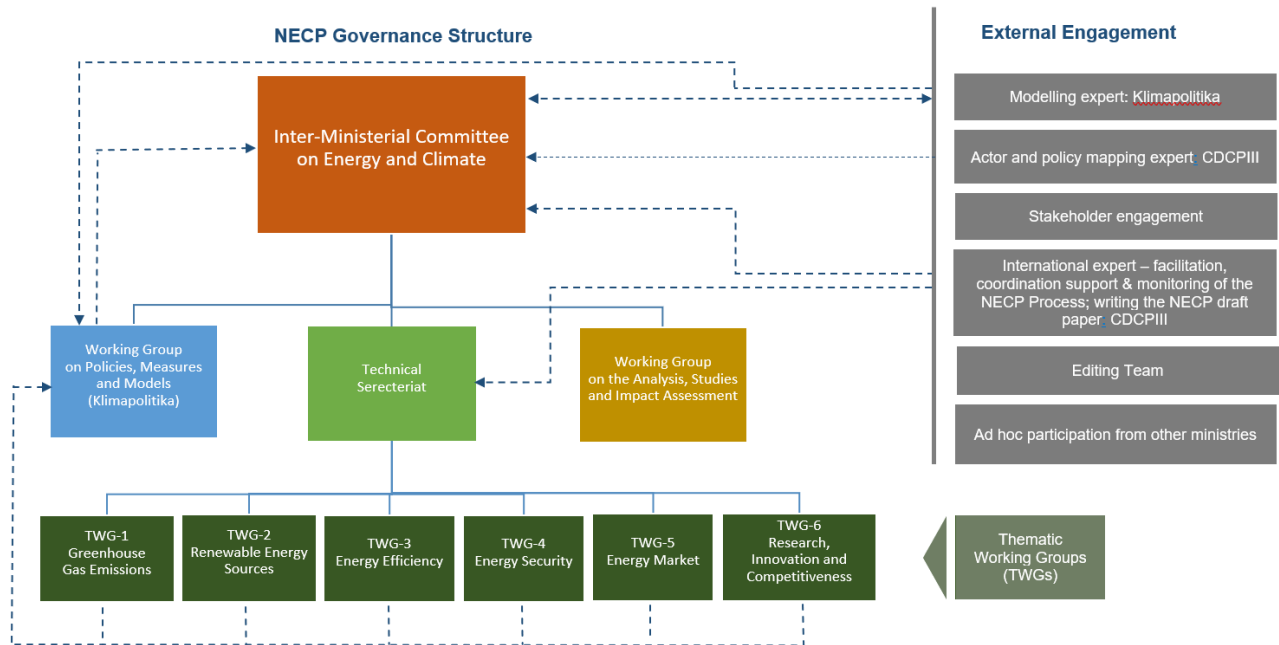 NECP Governance Structure
External Engagement
Inter-Ministerial Committee
on Energy and Climate
Modelling expert: Klimapolitika
Actor and policy mapping expert: CDCPIII
Stakeholder engagement
International expert – facilitation,
coordination support & monitoring of the
NECP Process; writing the NECP draft
paper: CDCPIII
Editing Team
Ad hoc participation from other ministries
Working Group
on Policies, Measures
and Models
(Klimapolitika)
Technical
Serecteriat
Working Group
on the Analysis, Studies
and Impact Assessment
TWG-1
Greenhouse
Gas Emissions
TWG-2
Renewable Energy
Sources
TWG-3
Energy Efficiency
TWG-4
Energy Security
TWG-5
Energy Market
TWG-6
Research,
Innovation and
Competitiveness
Thematic
Working Groups
(TWGs)